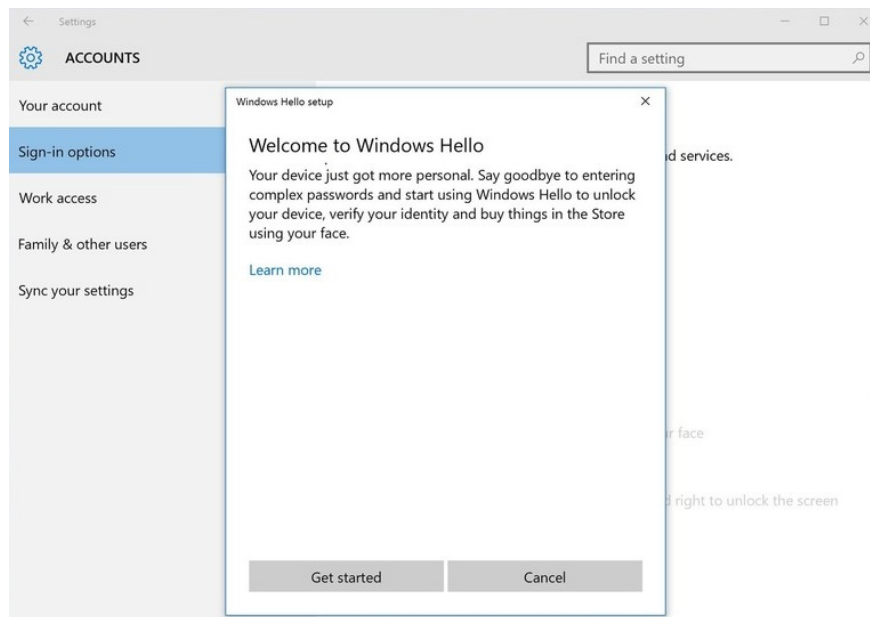 Settings
ACCOUNTS
Find a setting
Your account
Sign-in options
Work access
Family & other users
Sync your settings
Windows Hello setup
Welcome to Windows Hello
Your device just got more personal. Say goodbye to entering
complex passwords and start using Windows Hello to unlock
your device, verify your identity and buy things in the Store
using your face.
Learn more
Get started
Cancel
d services.
r face
d right to unlock the screen